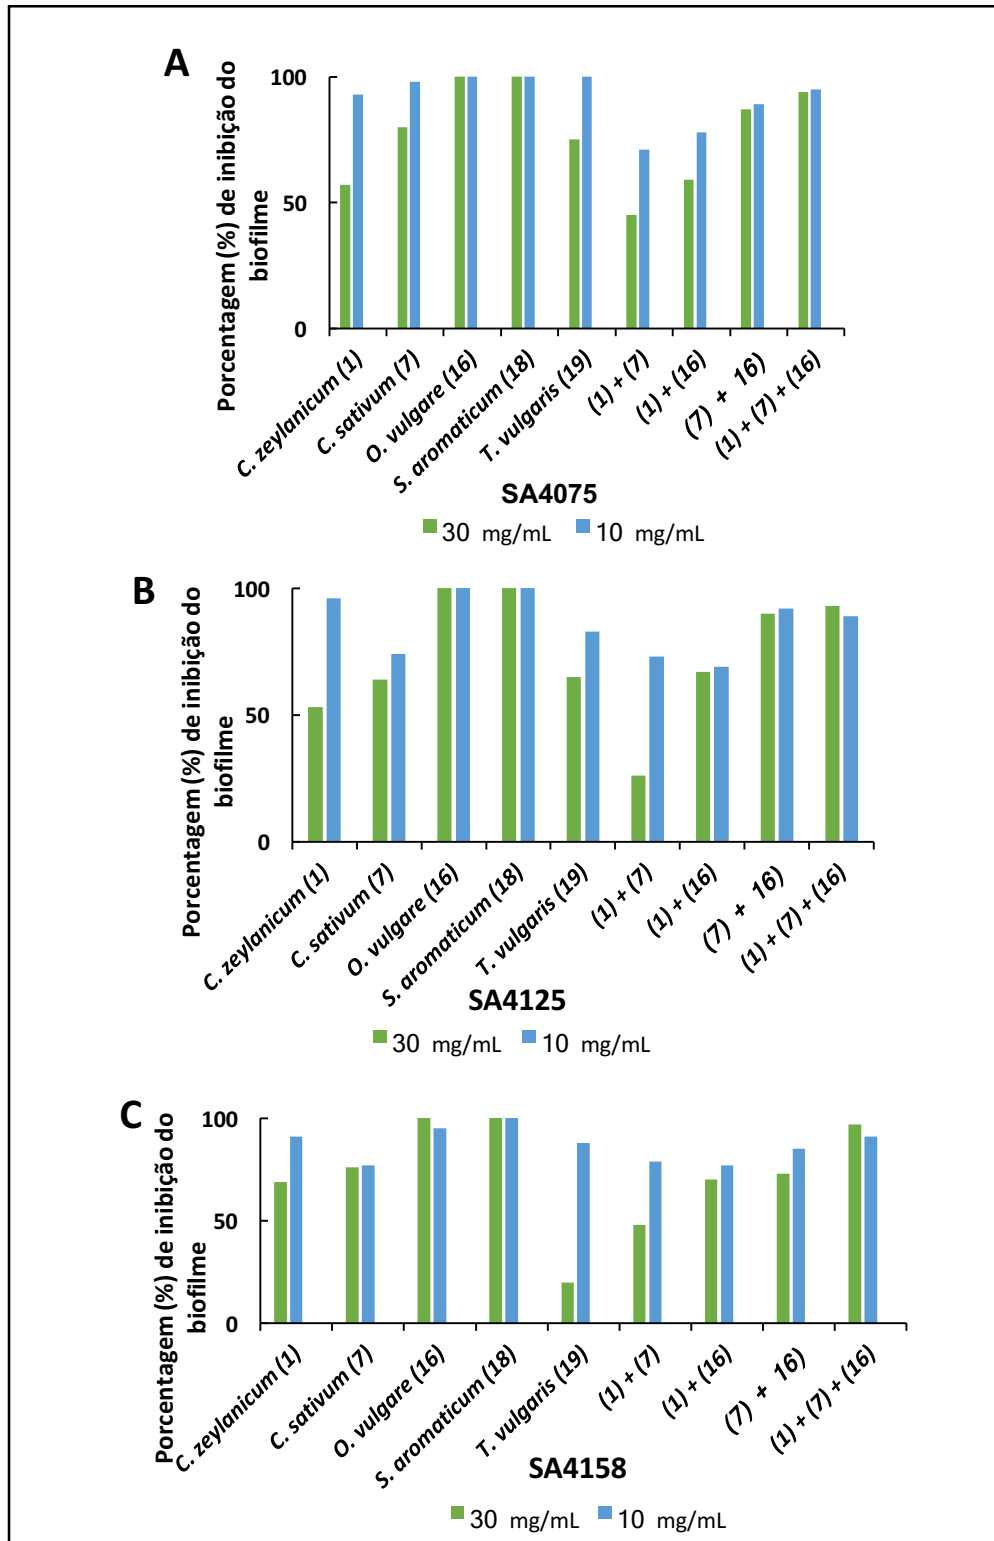 A
Porcentagem (%) de inibição do
biofilme
100
50
0
C. zeylanicum (1)
C. sativum (7)
O. vulgare (16)
S. aromaticum (18)
T. vulgaris (19)
(1) + (7)
(1) + (16)
(7) + 16)
(1) + (7) + (16)
SA4075
30 mg/mL
10 mg/mL
B
Porcentagem (%) de inibição do
biofilme
100
50
0
C. zeylanicum (1)
C. sativum (7)
O. vulgare (16)
S. aromaticum (18)
T. vulgaris (19)
(1) + (7)
(1) + (16)
(7) + 16)
(1) + (7) + (16)
SA4125
30 mg/mL
10 mg/mL
C
Porcentagem (%) de inibição do
biofilme
100
50
0
C. zeylanicum (1)
C. sativum (7)
O. vulgare (16)
S. aromaticum (18)
T. vulgaris (19)
(1) + (7)
(1) + (16)
(7) + 16)
(1) + (7) + (16)
SA4158
30 mg/mL
10 mg/mL